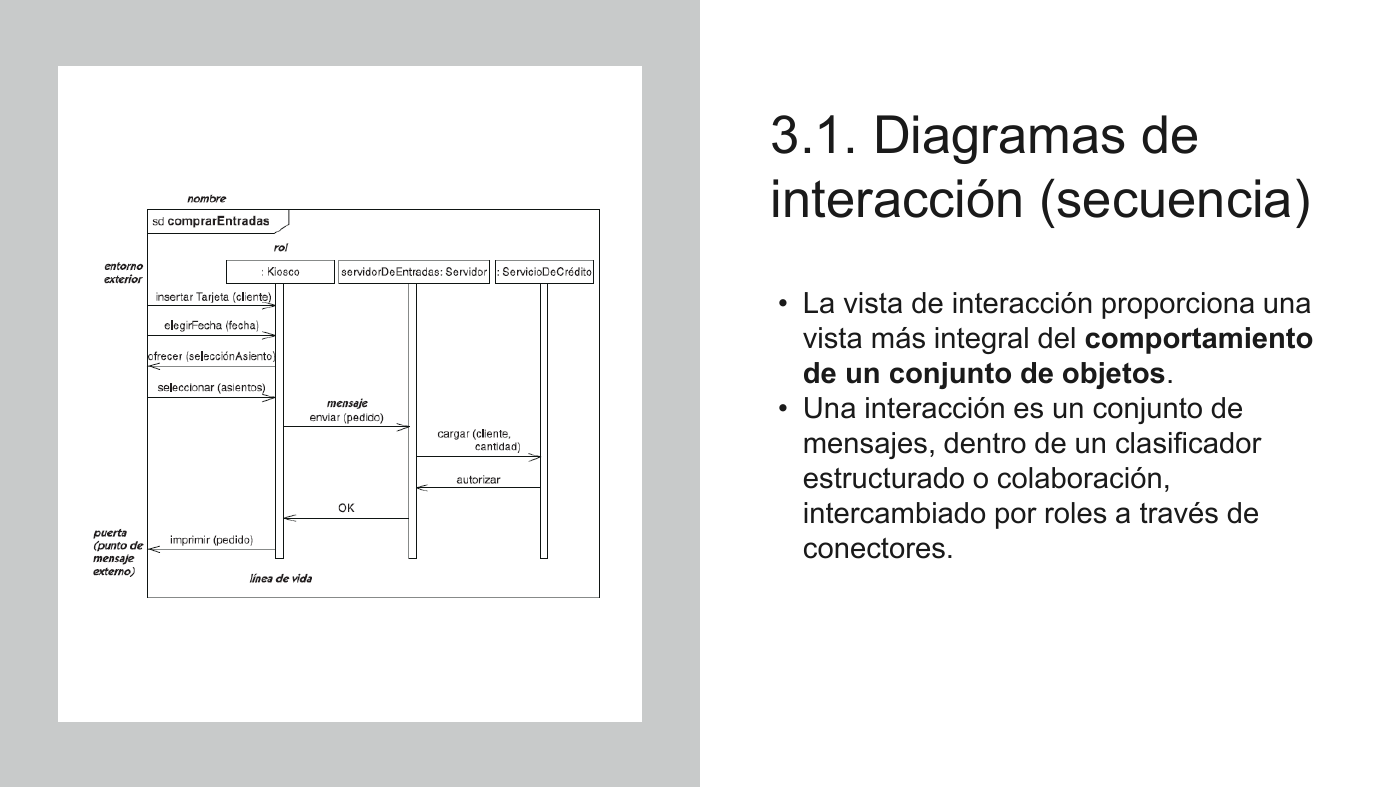 nombre
sd comprarEntradas
rol
entorno
exterior
: Kiosco
servidorDeEntradas: Servidor
: ServicioDeCrédito
insertar Tarjeta (cliente)
elegirFecha (fecha)
ofrecer (selecciónAsiento)
seleccionar (asientos)
mensaje
enviar (pedido)
cargar (cliente,
cantidad)
autorizar
OK
puerta
(punto de
mensaje
externo)
imprimir (pedido)
línea de vida
3.1. Diagramas de
interacción (secuencia)
• La vista de interacción proporciona una
vista más integral del comportamiento
de un conjunto de objetos.
• Una interacción es un conjunto de
mensajes, dentro de un clasificador
estructurado o colaboración,
intercambiado por roles a través de
conectores.